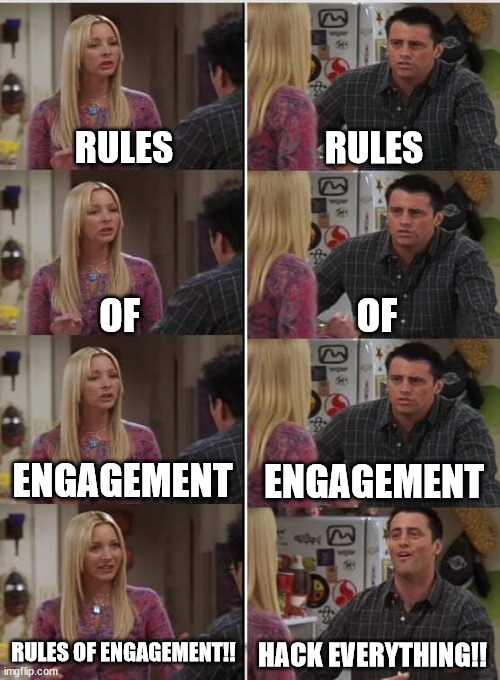 RULES
RULES
OF
OF
ENGAGEMENT
ENGAGEMENT
RULES OF ENGAGEMENT!!
HACK EVERYTHING!!
imgflip.com